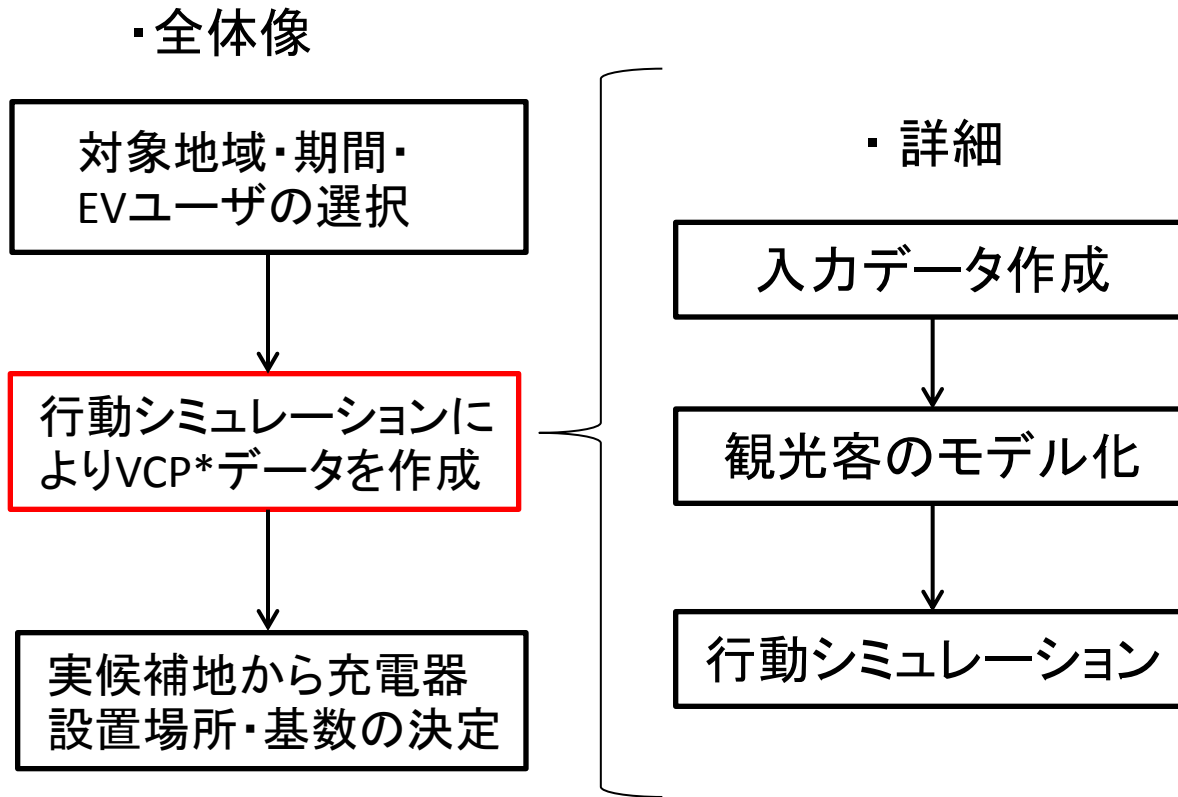 ・全体像
対象地域・期間・
EVユーザの選択
行動シミュレーションに
よりVCP*データを作成
実候補地から充電器
設置場所・基数の決定
・詳細
入力データ作成
観光客のモデル化
行動シミュレーション